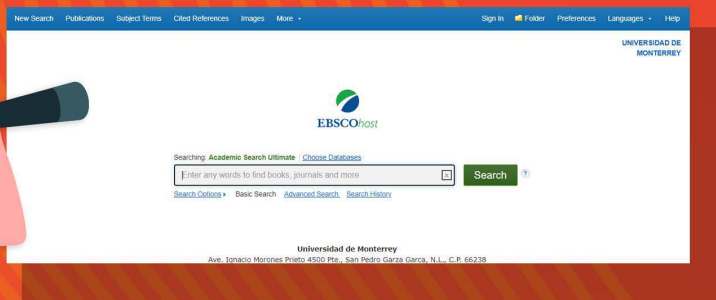 New Search Publications Subject Terms Cited References Images More Sign In Folder Preferences Languages Help
UNIVERSIDAD DE
MONTERREY
EBSCOhost
Searching: Academic Search Ultimate | Choose Databases
Enter any words to find books, journals and more x Search ?
Search Options Basic Search Advanced Search Search History
Universidad de Monterrey
Ave. Ignacio Morones Prieto 4500 Pte., San Pedro Garza Garca, N.L., C.P. 66238